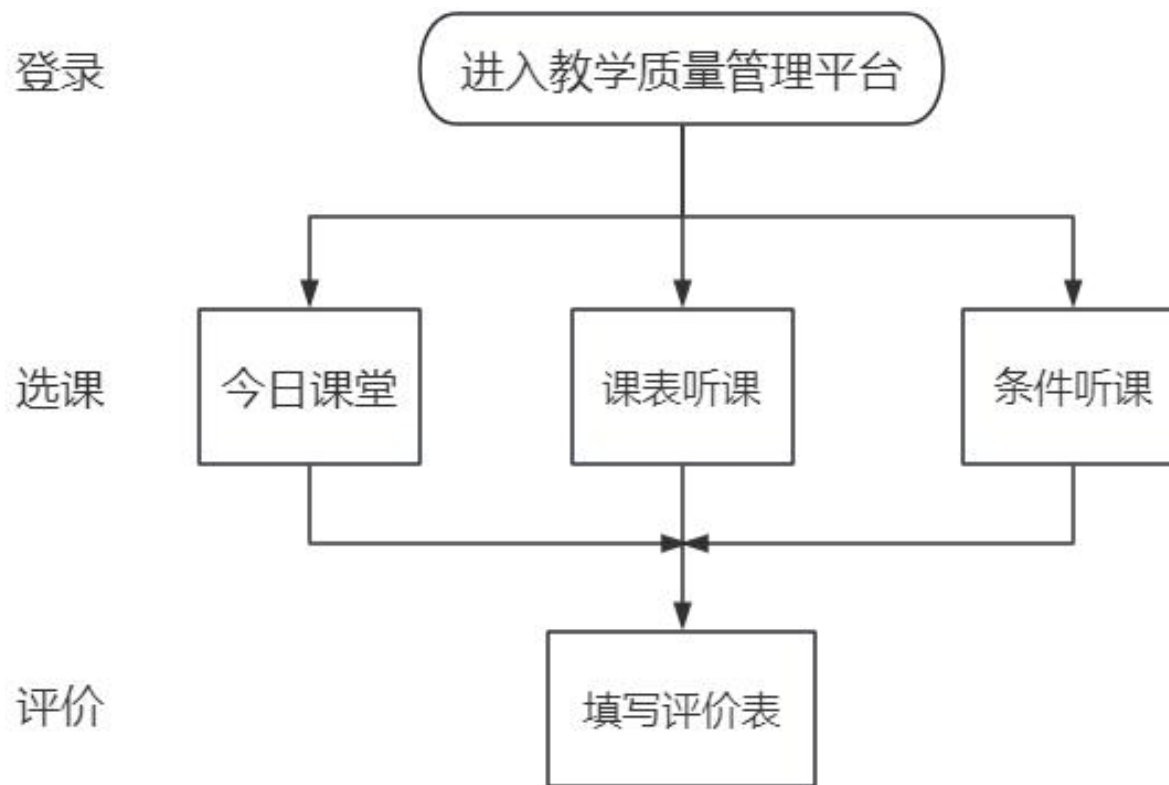 登录
进入教学质量管理平台
选课
今日课堂
课表听课
条件听课
评价
填写评价表